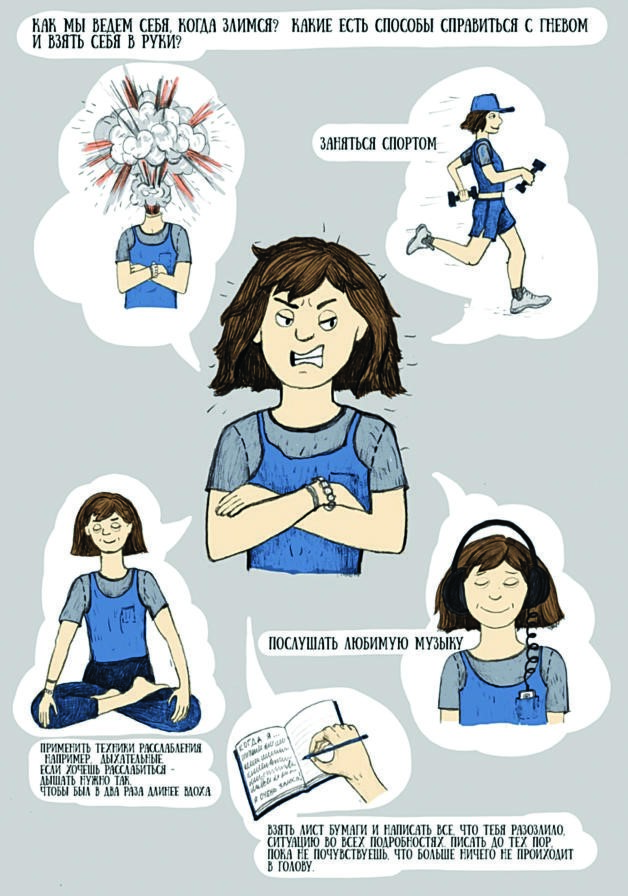 КАК МЫ ВЕДЕМ СЕБЯ, КОГДА ЗЛИМСЯ? КАКИЕ ЕСТЬ СПОСОБЫ СПРАВИТЬСЯ С ГНЕВОМ
И ВЗЯТЬ СЕБЯ В РУКИ?
ЗАНЯТЬСЯ СПОРТОМ
ПОСЛУШАТЬ ЛЮБИМУЮ МУЗЫКУ
ПРИМЕНИТЬ ТЕХНИКИ РАССЛАБЛЕНИЯ
НАПРИМЕР, ДЫХАТЕЛЬНЫЕ.
ЕСЛИ ХОЧЕШЬ РАССЛАБИТЬСЯ -
ДЫШАТЬ НУЖНО ТАК,
ЧТОБЫ БЫЛ В ДВА РАЗА ДЛИНЕЕ ВДОХА
КОГДА Я...
ВЗЯТЬ ЛИСТ БУМАГИ И НАПИСАТЬ ВСЕ, ЧТО ТЕБЯ РАЗОЗЛИЛО,
СИТУАЦИЮ ВО ВСЕХ ПОДРОБНОСТЯХ. ПИСАТЬ ДО ТЕХ ПОР,
ПОКА НЕ ПОЧУВСТВУЕШЬ, ЧТО БОЛЬШЕ НИЧЕГО НЕ ПРОИХОДИТ
В ГОЛОВУ.